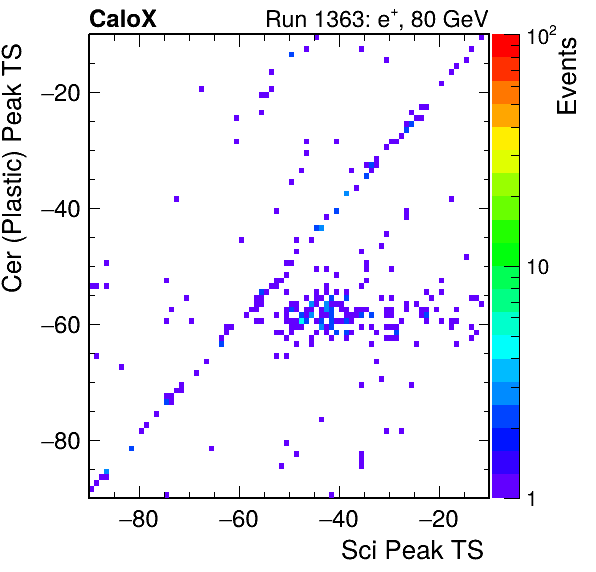 CaloX Run 1363: e⁺, 80 GeV
Cer (Plastic) Peak TS
−20
−40
−60
−80
−80 −60 −40 −20
Sci Peak TS
10²
10
1
Events